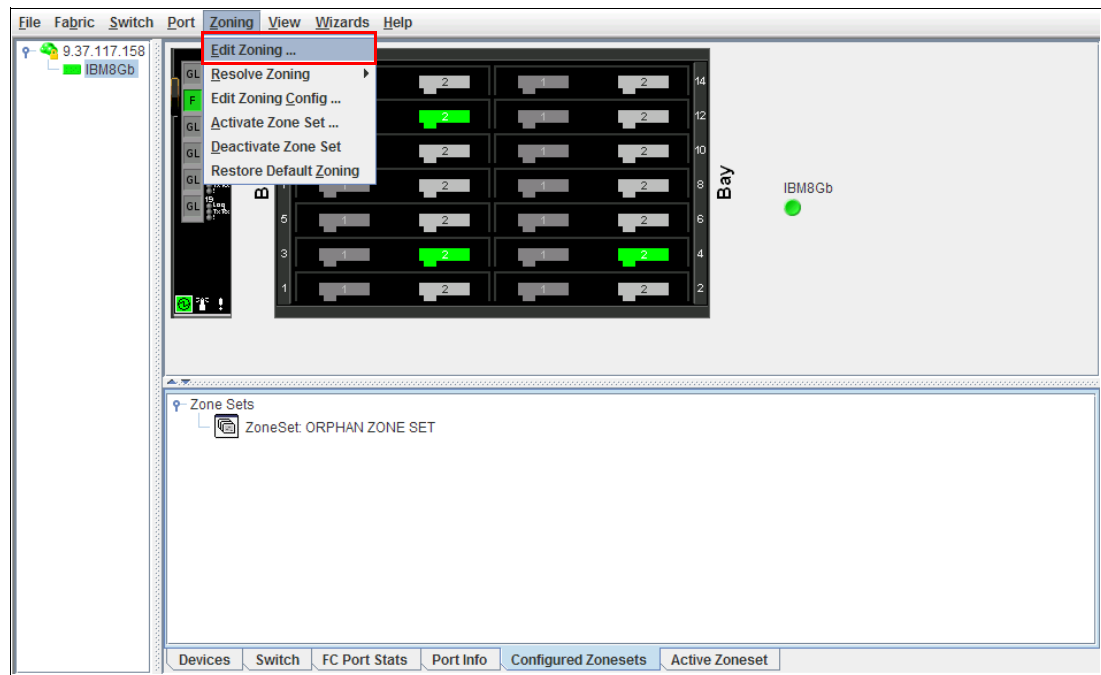 File Fabric Switch Port Zoning View Wizards Help
9.37.117.158
IBM8Gb
Edit Zoning ...
Resolve Zoning
Edit Zoning Config ...
Activate Zone Set ...
Deactivate Zone Set
Restore Default Zoning
GL
F
GL
GL
GL
GL
19
Log
TxRx
2 1 2 14
2 1 2 12
2 1 2 10
1 2 1 2 8
5 1 2 1 2 6
3 1 2 1 2 4
1 1 2 1 2 2
B
Bay
IBM8Gb
Zone Sets
ZoneSet: ORPHAN ZONE SET
Devices Switch FC Port Stats Port Info Configured Zonesets Active Zoneset